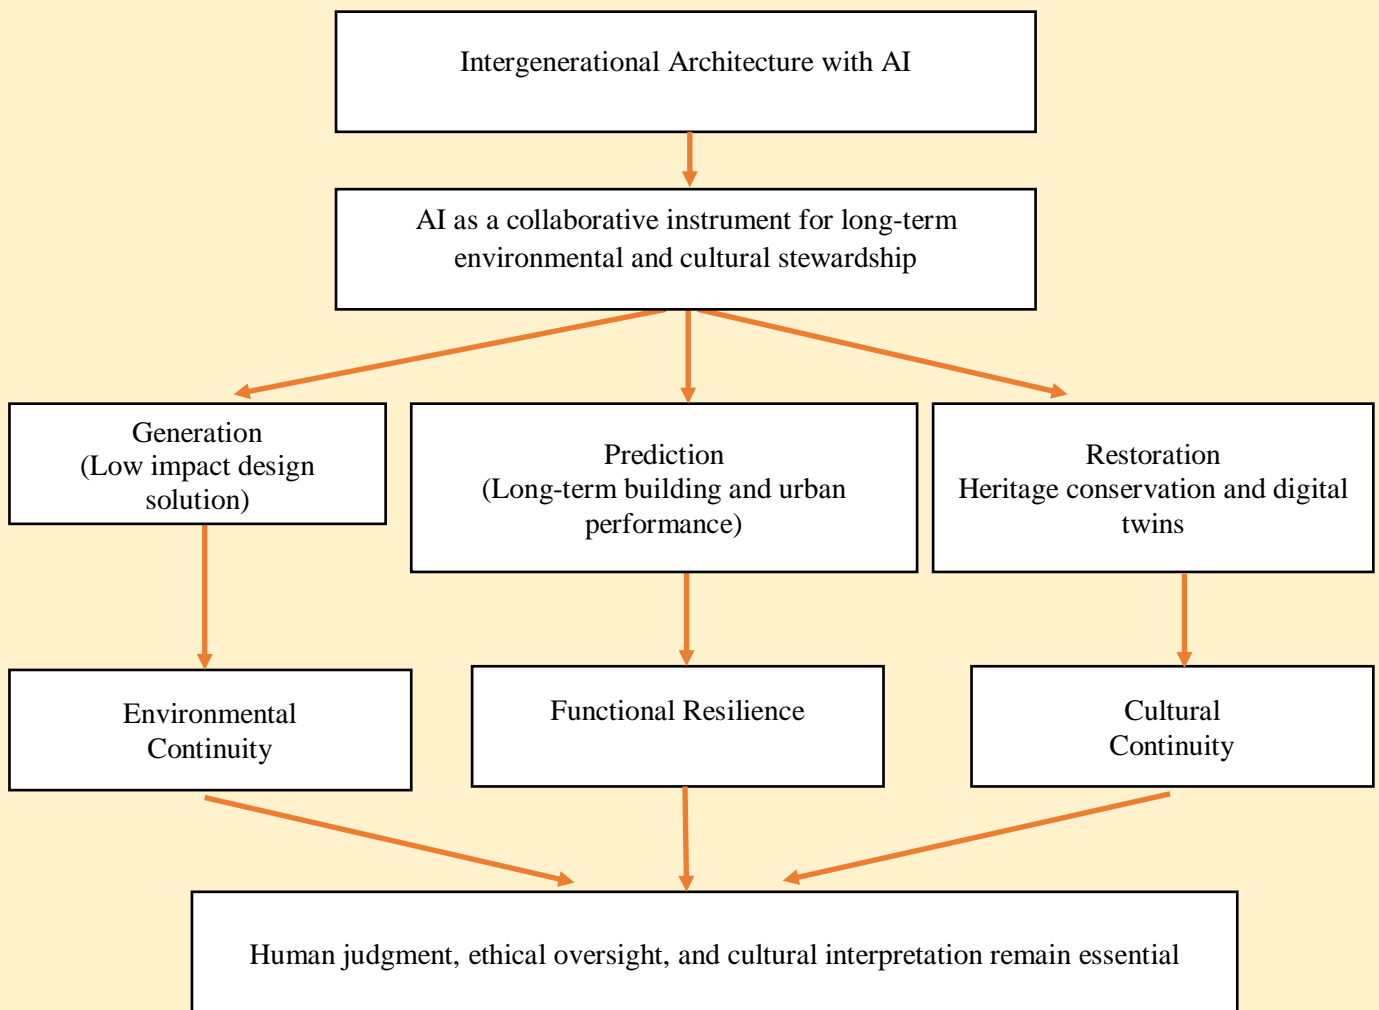 Intergenerational Architecture with AI
AI as a collaborative instrument for long-term
environmental and cultural stewardship
Generation
(Low impact design
solution)
Prediction
(Long-term building and urban
performance)
Restoration
Heritage conservation and digital
twins
Environmental
Continuity
Functional Resilience
Cultural
Continuity
Human judgment, ethical oversight, and cultural interpretation remain essential